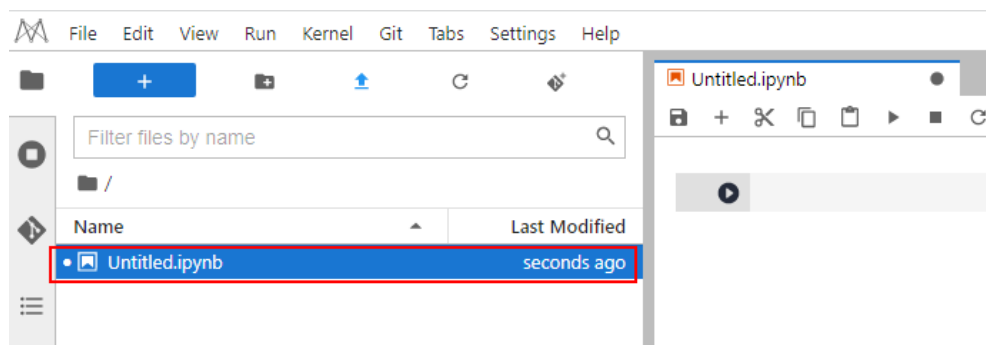 File Edit View Run Kernel Git Tabs Settings Help
Untitled.ipynb
Filter files by name
/
Name Last Modified
Untitled.ipynb seconds ago